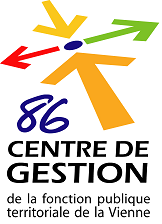 86
CENTRE DE
GESTION
de la fonction publique
territoriale de la Vienne